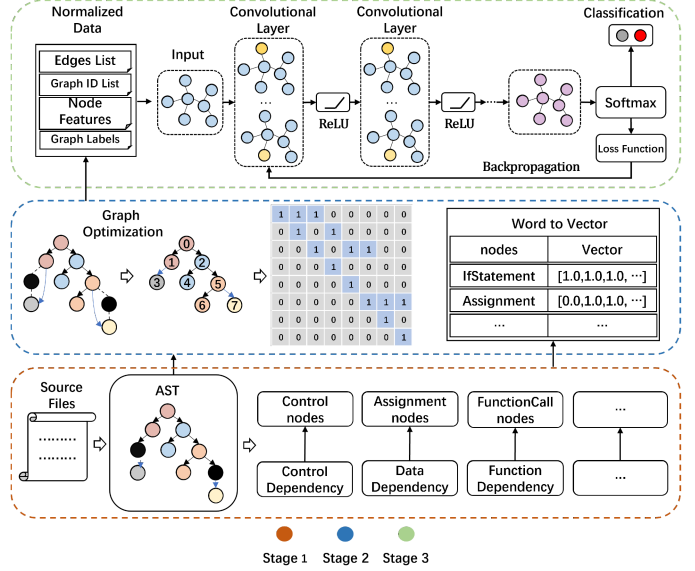 Normalized
Data
Edges List
Graph ID List
Node
Features
Graph Labels
Input
Convolutional
Layer
...
ReLU
Convolutional
Layer
...
ReLU
Classification
Softmax
Loss Function
Backpropagation
Graph
Optimization
0
1 2
3 4 5
6 7
1 1 1 0 0 0 0 0
0 1 0 1 0 0 0 0
0 0 1 0 1 1 0 0
0 0 0 1 0 0 0 0
0 0 0 0 1 0 0 0
0 0 0 0 0 1 1 1
0 0 0 0 0 0 1 0
0 0 0 0 0 0 0 1
Word to Vector
nodes Vector
IfStatement [1.0,1.0,1.0, ...]
Assignment [0.0,1.0,1.0, ...]
... ...
Source
Files
.........
.........
AST
Control
nodes
Assignment
nodes
FunctionCall
nodes
...
Control
Dependency
Data
Dependency
Function
Dependency
...
Stage 1 Stage 2 Stage 3